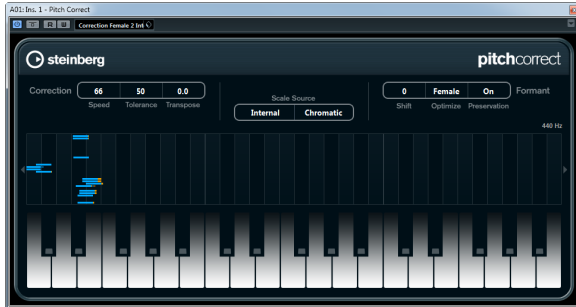 A01: Ins. 1 - Pitch Correct
R W Correction Female 2 Int
steinberg
pitchcorrect
Correction 66 50 0.0
Speed Tolerance Transpose
Scale Source
Internal Chromatic
0 Female On Formant
Shift Optimize Preservation
440 Hz